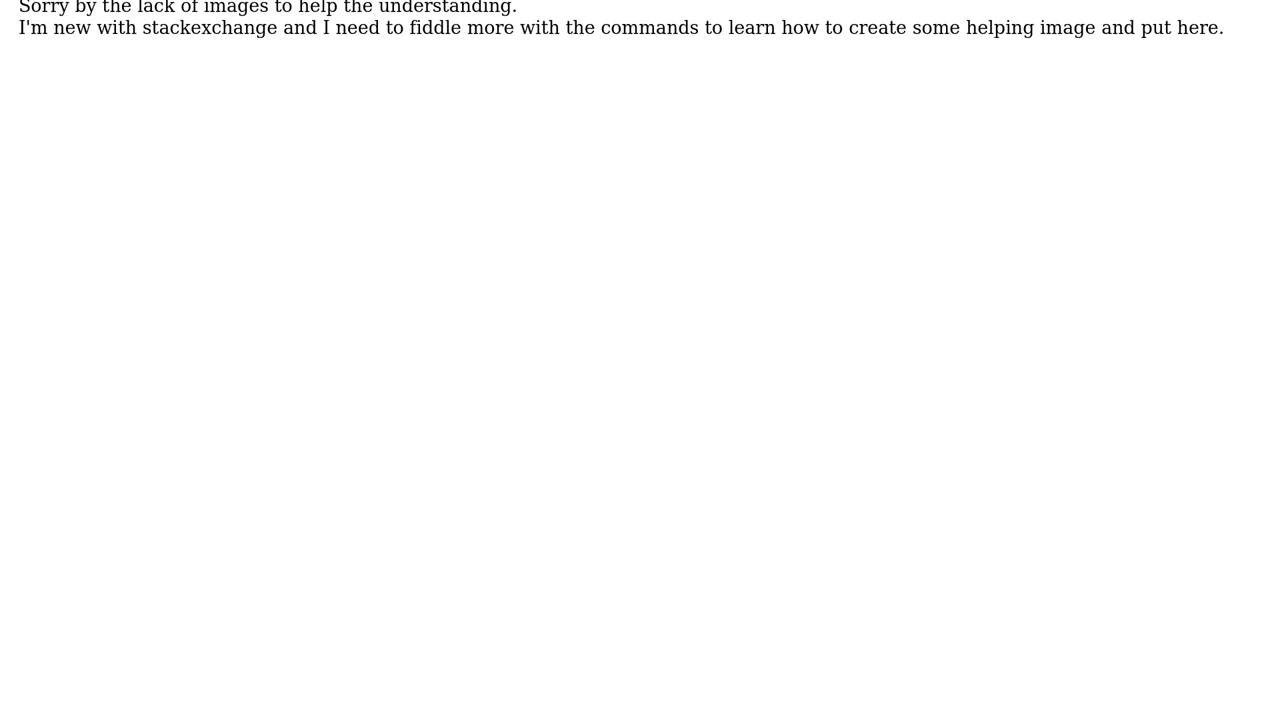 Sorry by the lack of images to help the understanding.
I'm new with stackexchange and I need to fiddle more with the commands to learn how to create some helping image and put here.